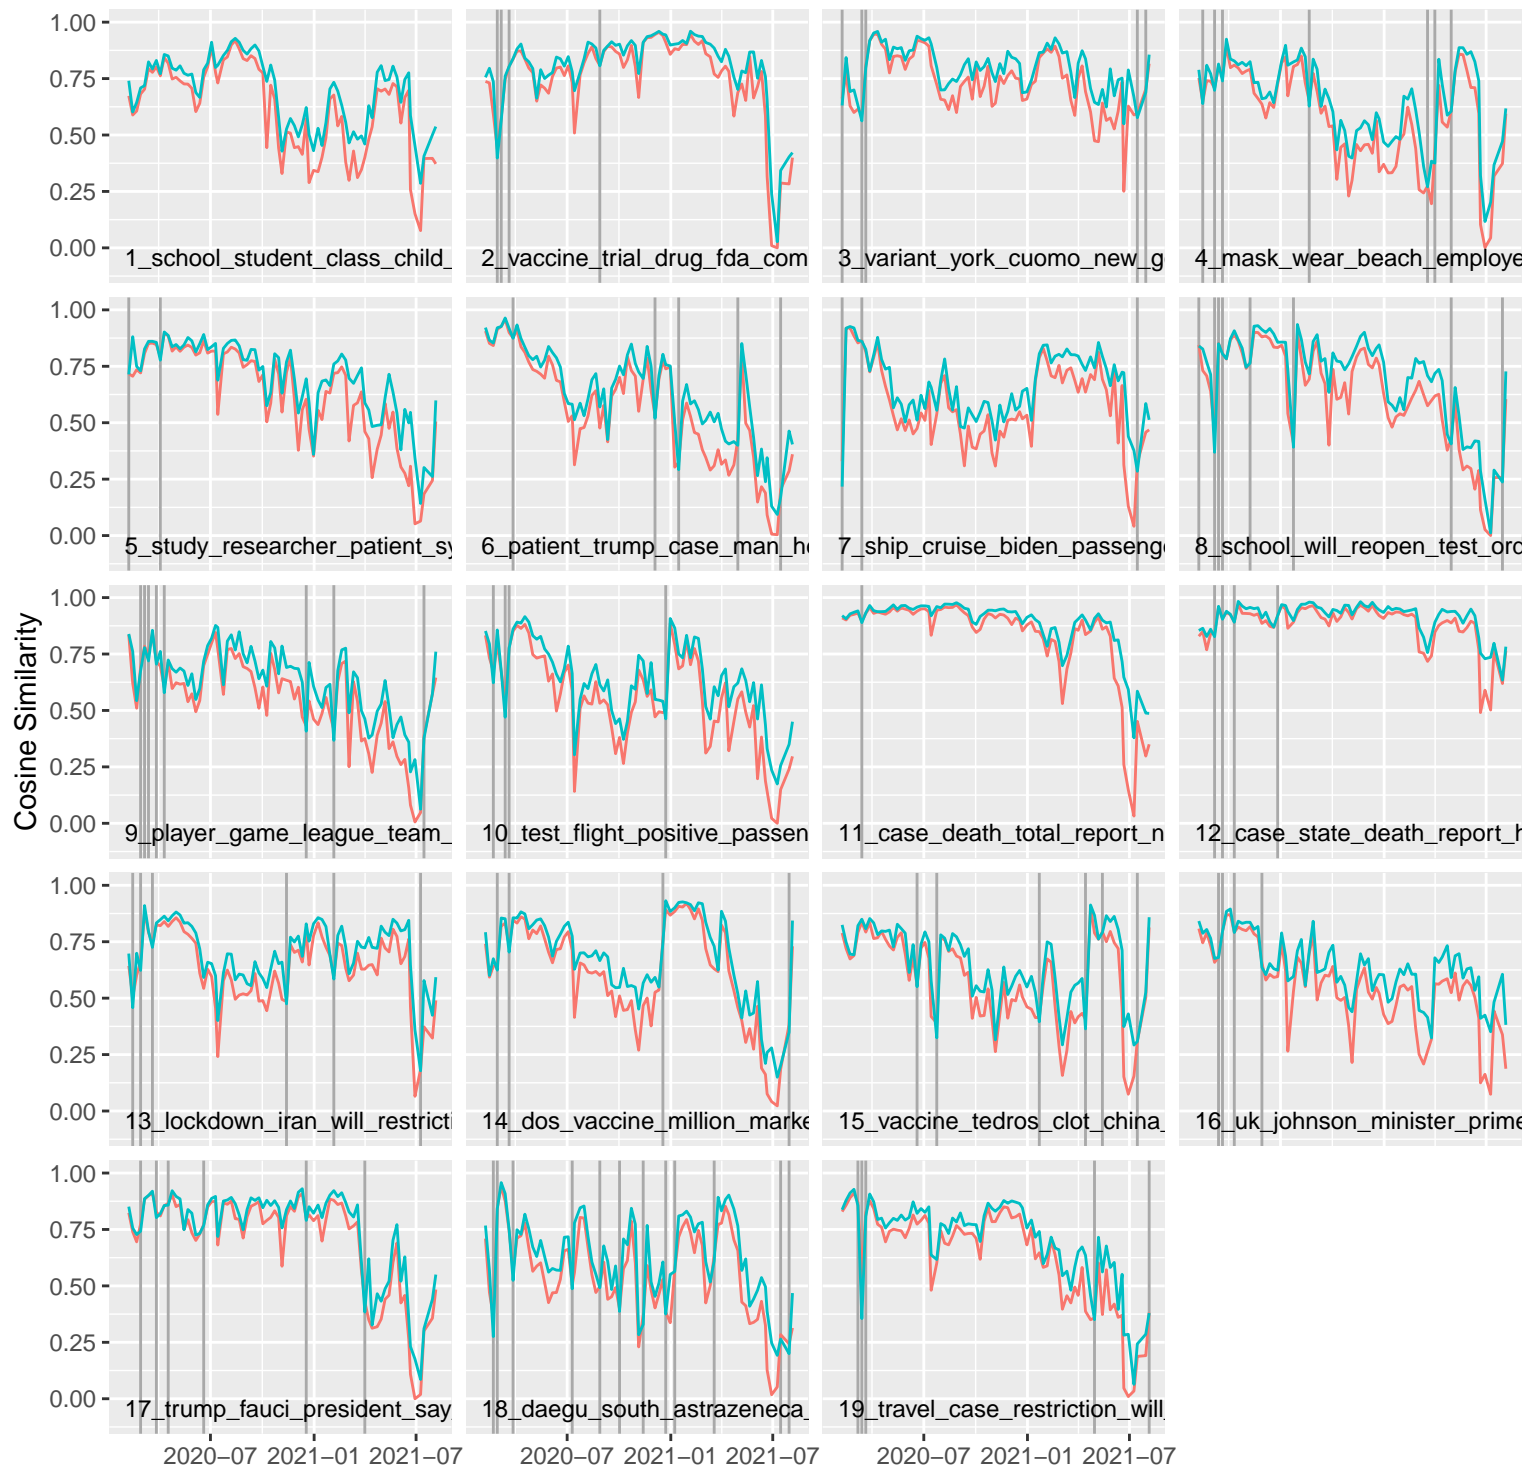 Cosine Similarity
1.00
0.75
0.50
0.25
0.00
1_school_student_class_child_
2_vaccine_trial_drug_fda_com
3_variant_york_cuomo_new_g
4_mask_wear_beach_employe
1.00
0.75
0.50
0.25
0.00
5_study_researcher_patient_sy
6_patient_trump_case_man_h
7_ship_cruise_biden_passeng
8_school_will_reopen_test_ord
1.00
0.75
0.50
0.25
0.00
9_player_game_league_team_
10_test_flight_positive_passen
11_case_death_total_report_n
12_case_state_death_report_h
1.00
0.75
0.50
0.25
0.00
13_lockdown_iran_will_restricti
14_dos_vaccine_million_marke
15_vaccine_tedros_clot_china_
16_uk_johnson_minister_prime
1.00
0.75
0.50
0.25
0.00
17_trump_fauci_president_say
18_daegu_south_astrazeneca_
19_travel_case_restriction_will
2020−07 2021−01 2021−07
2020−07 2021−01 2021−07
2020−07 2021−01 2021−07